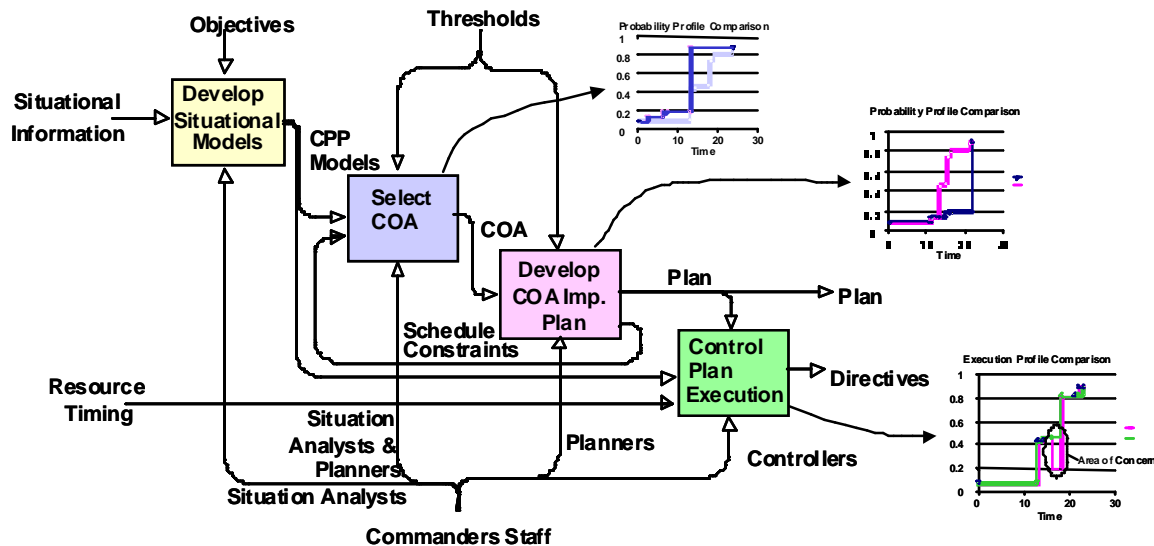 Objectives
Thresholds
Situational
Information
Develop
Situational
Models
CPP
Models
Select
COA
COA
Develop
COA Imp.
Plan
Plan
Plan
Schedule
Constraints
Control
Plan
Execution
Directives
Resource
Timing
Situation
Analysts &
Planners
Situation Analysts
Planners
Controllers
Commanders Staff
Probability Profile Comparison
1
0.8
0.6
0.4
0.2
0
0 10 20 30
Time
Probability Profile Comparison
Time
Execution Profile Comparison
1
0.8
0.6
0.4
0.2
0
0 10 20 30
Time
Area of Concern